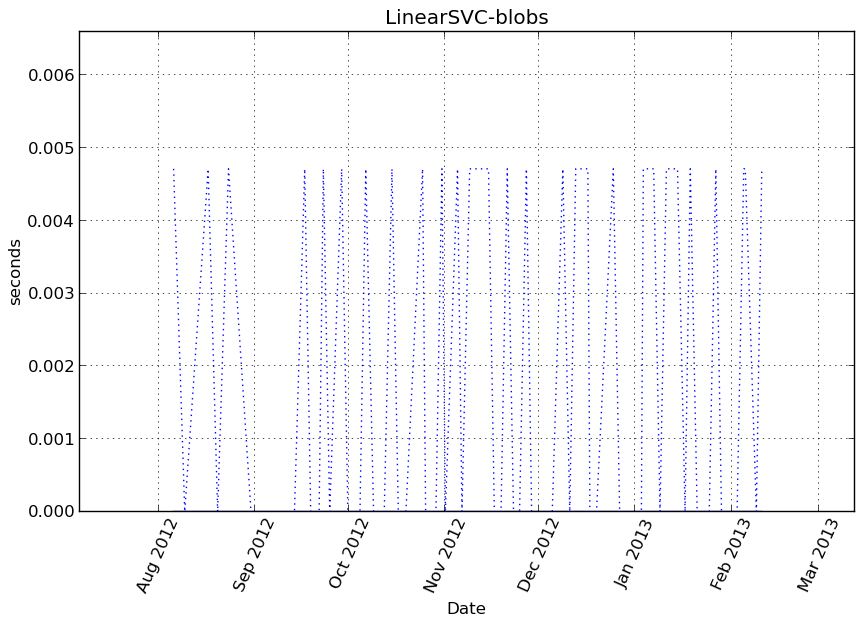 LinearSVC-blobs
0.006
0.005
0.004
0.003
0.002
0.001
0.000
seconds
Aug 2012
Sep 2012
Oct 2012
Nov 2012
Dec 2012
Jan 2013
Feb 2013
Mar 2013
Date